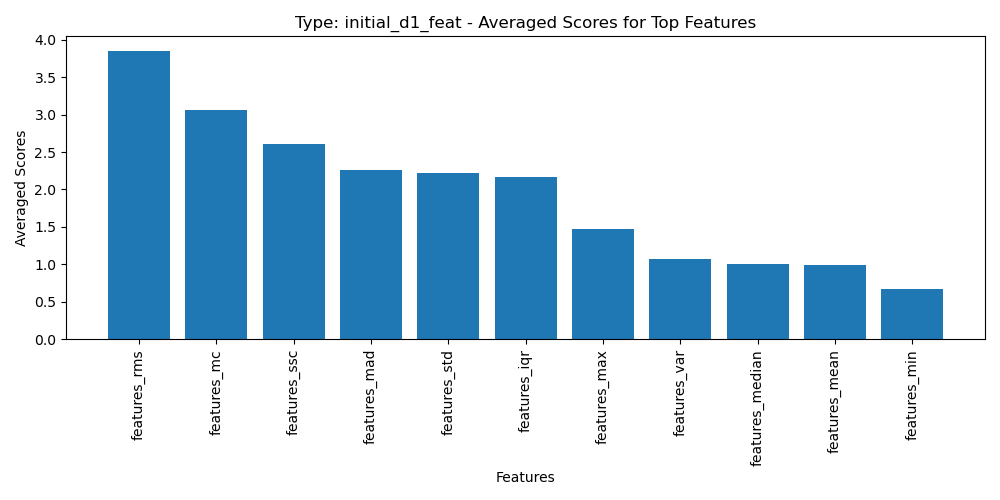 Type: initial_d1_feat - Averaged Scores for Top Features
Averaged Scores
4.0
3.5
3.0
2.5
2.0
1.5
1.0
0.5
0.0
features_rms
features_mc
features_ssc
features_mad
features_std
features_iqr
features_max
features_var
features_median
features_mean
features_min
Features